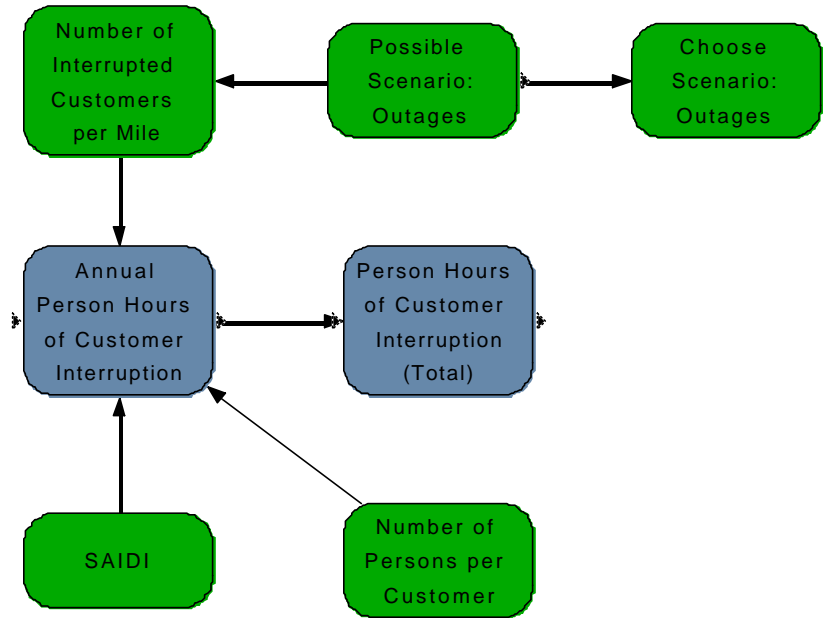 Number of
Interrupted
Customers
per Mile
Possible
Scenario:
Outages
Choose
Scenario:
Outages
Annual
Person Hours
of Customer
Interruption
Person Hours
of Customer
Interruption
(Total)
SAIDI
Number of
Persons per
Customer